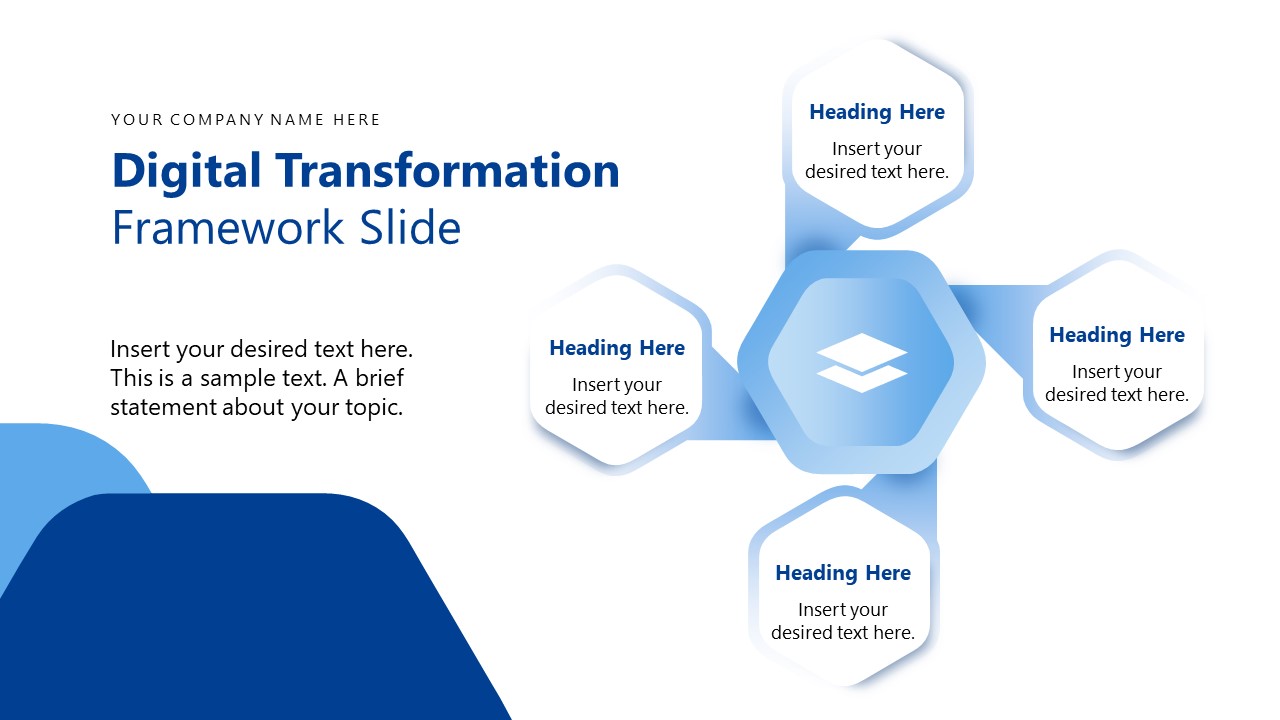 YOUR COMPANY NAME HERE
Digital Transformation
Framework Slide
Insert your desired text here.
This is a sample text. A brief
statement about your topic.
Heading Here
Insert your
desired text here.
Heading Here
Insert your
desired text here.
Heading Here
Insert your
desired text here.
Heading Here
Insert your
desired text here.